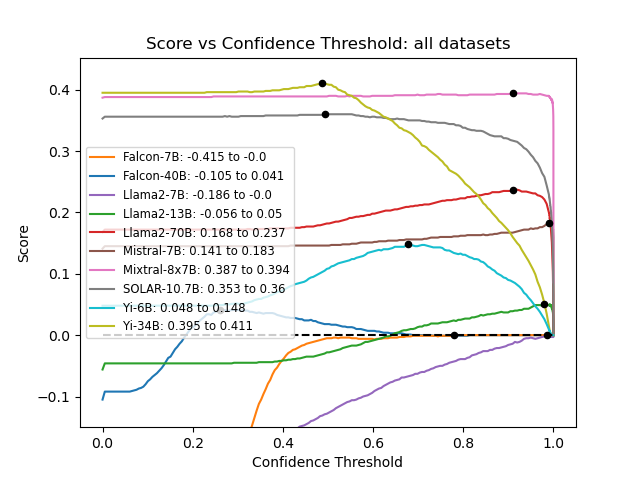 Score vs Confidence Threshold: all datasets
0.4
0.3
0.2
0.1
0.0
−0.1
Score
Falcon-7B: -0.415 to -0.0
Falcon-40B: -0.105 to 0.041
Llama2-7B: -0.186 to -0.0
Llama2-13B: -0.056 to 0.05
Llama2-70B: 0.168 to 0.237
Mistral-7B: 0.141 to 0.183
Mixtral-8x7B: 0.387 to 0.394
SOLAR-10.7B: 0.353 to 0.36
Yi-6B: 0.048 to 0.148
Yi-34B: 0.395 to 0.411
0.0 0.2 0.4 0.6 0.8 1.0
Confidence Threshold